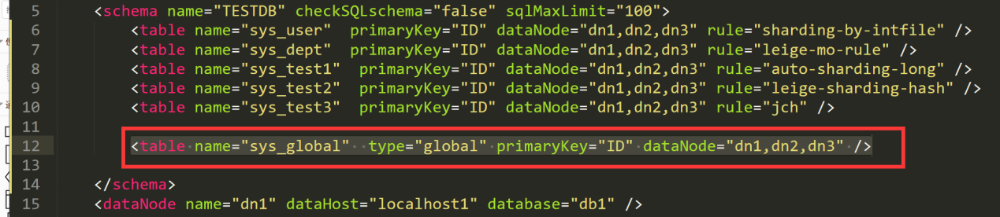 5 <schema name="TESTDB" checkSQLschema="false" sqlMaxLimit="100">
6 <table name="sys_user"  primaryKey="ID" dataNode="dn1,dn2,dn3" rule="sharding-by-intfile" />
7 <table name="sys_dept"  primaryKey="ID" dataNode="dn1,dn2,dn3" rule="leige-mo-rule" />
8 <table name="sys_test1"  primaryKey="ID" dataNode="dn1,dn2,dn3" rule="auto-sharding-long" />
9 <table name="sys_test2"  primaryKey="ID" dataNode="dn1,dn2,dn3" rule="leige-sharding-hash" />
10 <table name="sys_test3"  primaryKey="ID" dataNode="dn1,dn2,dn3" rule="jch" />
11
12 <table name="sys_global"  type="global" primaryKey="ID" dataNode="dn1,dn2,dn3" />
13
14 </schema>
15 <dataNode name="dn1" dataHost="localhost1" database="db1" />